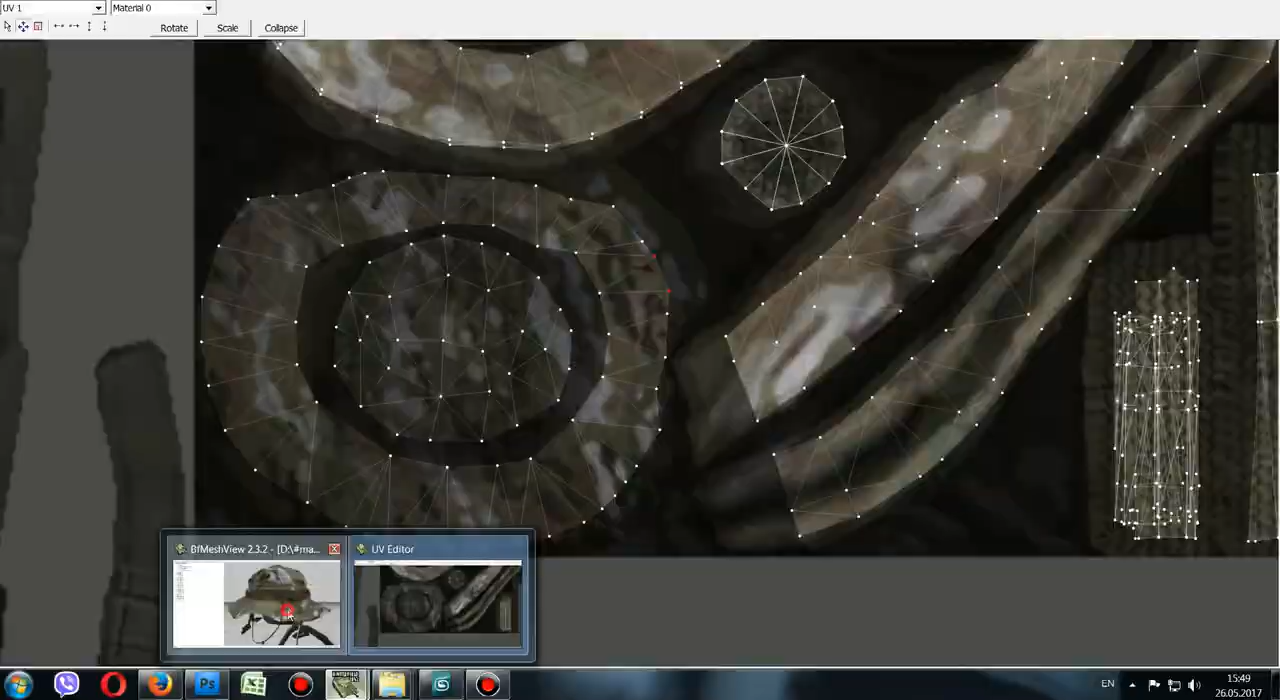 UV 1
Material 0
Rotate
Scale
Collapse
BfMeshView 2.3.2 - [D:\#ma...
UV Editor
EN
15:49
26.05.2017